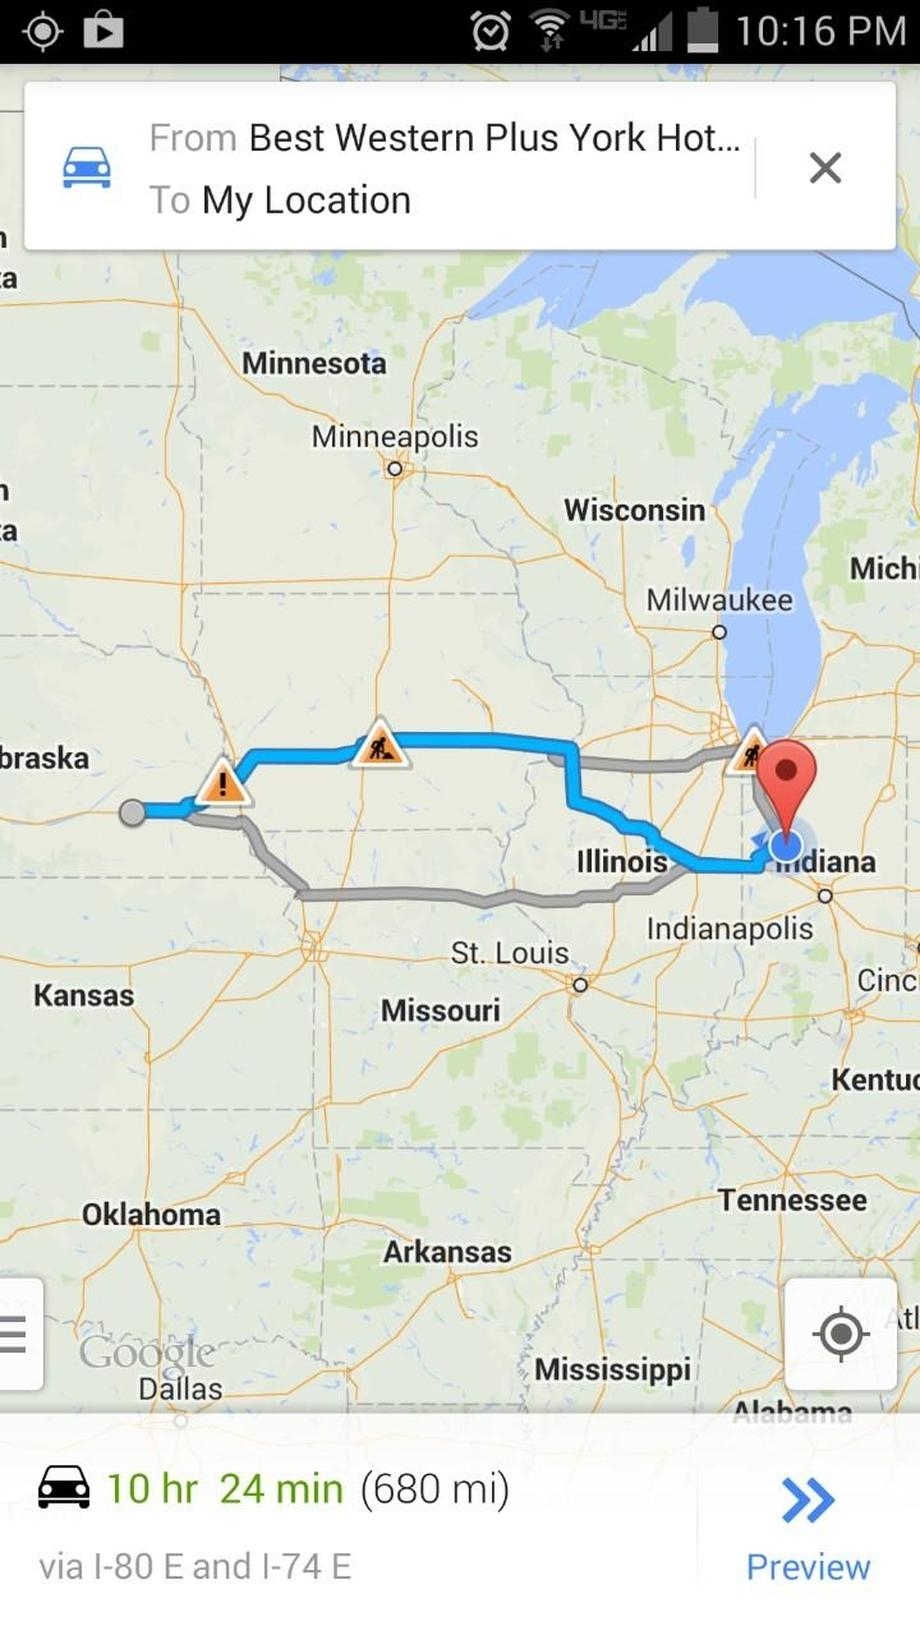 4G LTE 10:16 PM
From Best Western Plus York Hot...
To My Location
Minnesota
Minneapolis
Wisconsin
Michi
Milwaukee
braska
Illinois
Indiana
Indianapolis
St. Louis
Cinc
Kansas
Missouri
Kentuc
Tennessee
Oklahoma
Arkansas
Atl
Google
Mississippi
Dallas
Alabama
10 hr 24 min (680 mi)
via I-80 E and I-74 E
Preview